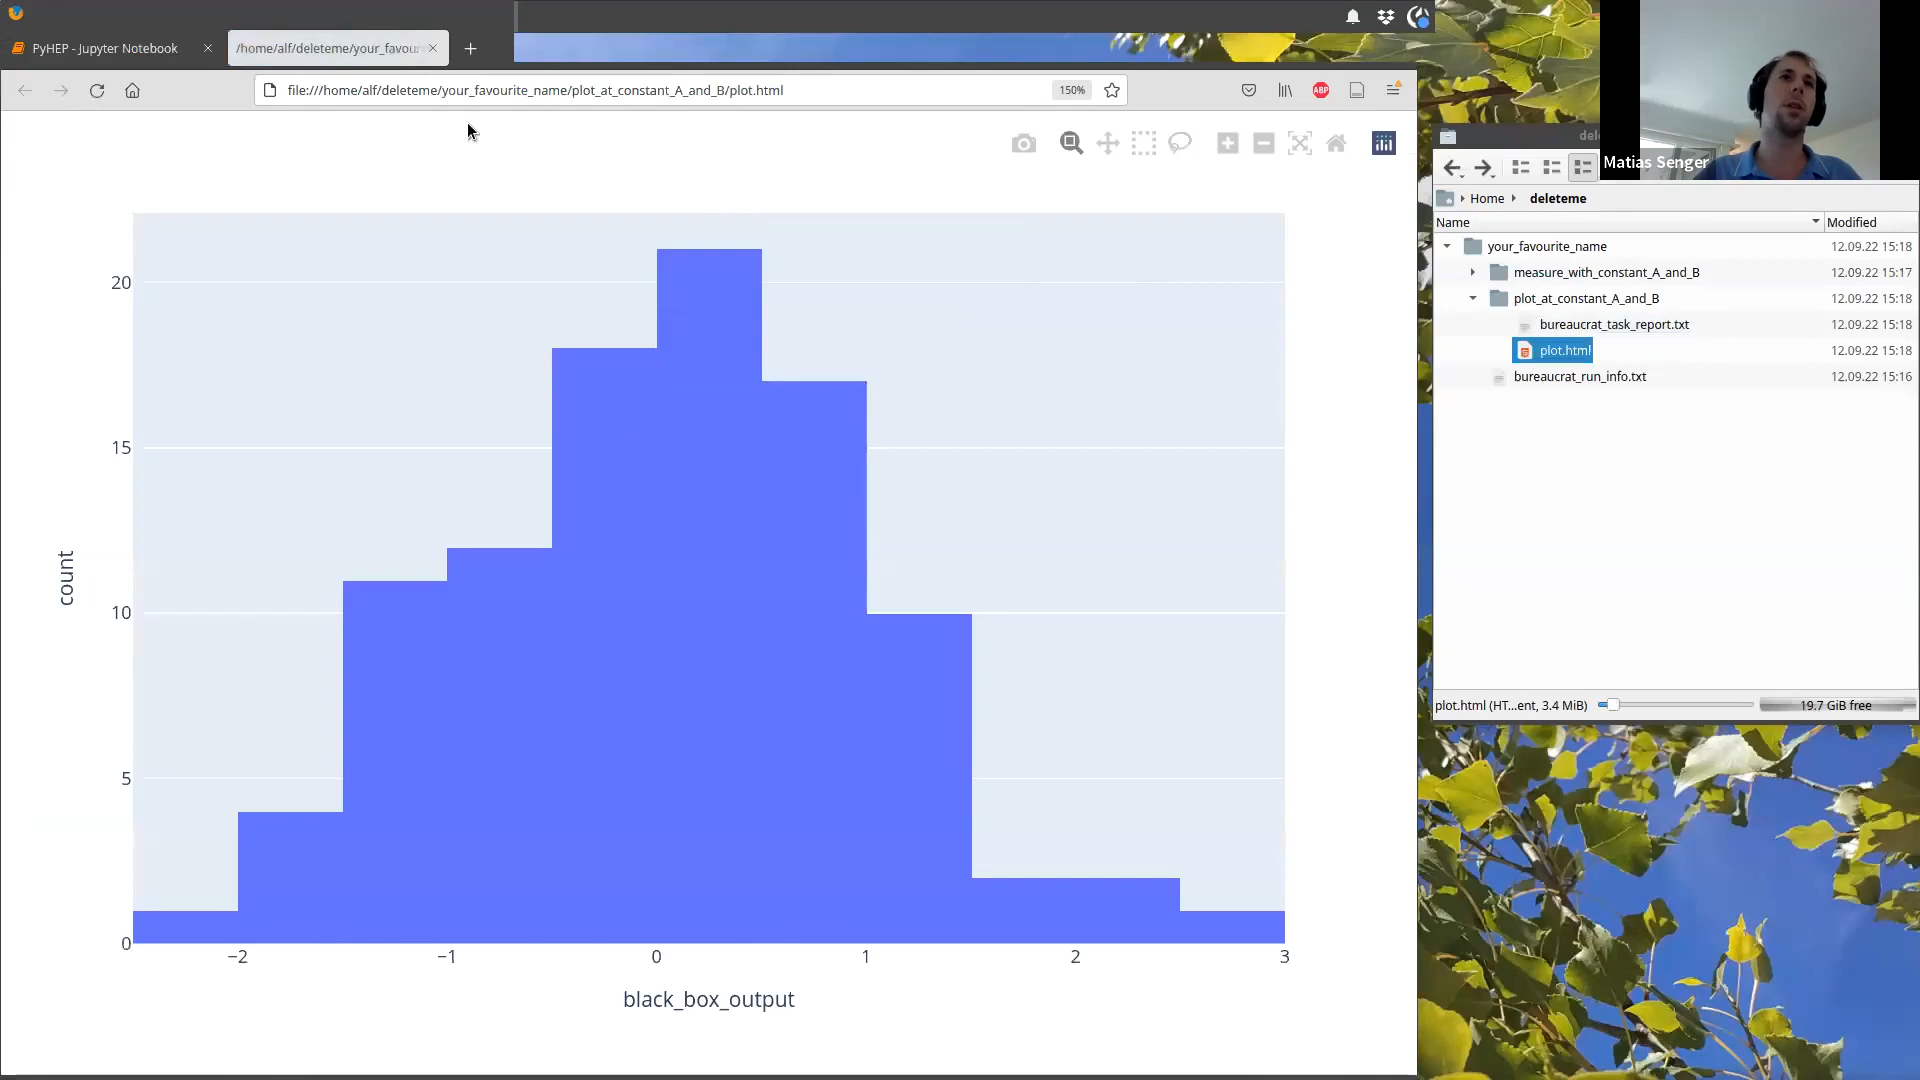 PyHEP - Jupyter Notebook
/home/alf/deleteme/your_favour
file:///home/alf/deleteme/your_favourite_name/plot_at_constant_A_and_B/plot.html
150%
ABP
20
15
10
5
0
count
−2
−1
0
1
2
3
black_box_output
Matias Senger
Home
deleteme
Name
Modified
your_favourite_name
12.09.22 15:18
measure_with_constant_A_and_B
12.09.22 15:17
plot_at_constant_A_and_B
12.09.22 15:18
bureaucrat_task_report.txt
12.09.22 15:18
plot.html
12.09.22 15:18
bureaucrat_run_info.txt
12.09.22 15:16
plot.html (HT...ent, 3.4 MiB)
19.7 GiB free